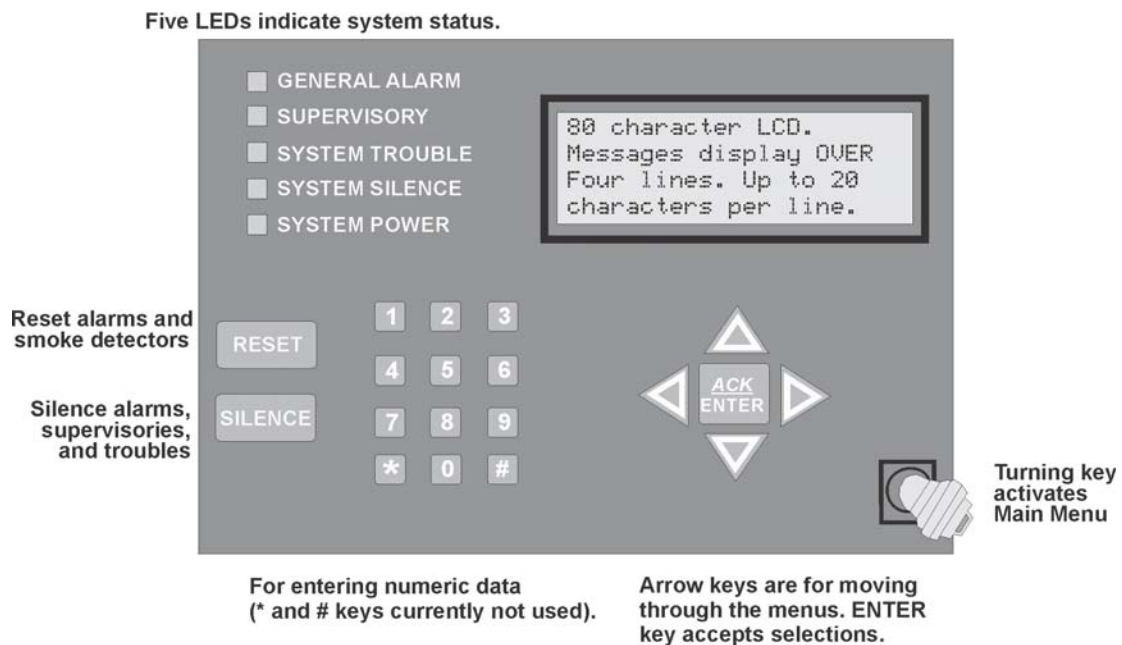 Five LEDs indicate system status.
GENERAL ALARM
SUPERVISORY
SYSTEM TROUBLE
SYSTEM SILENCE
SYSTEM POWER
80 character LCD.
Messages display OVER
Four lines. Up to 20
characters per line.
Reset alarms and
smoke detectors
RESET
Silence alarms,
supervisories,
and troubles
SILENCE
1 2 3
4 5 6
7 8 9
* 0 #
ACK
ENTER
Turning key
activates
Main Menu
For entering numeric data
(* and # keys currently not used).
Arrow keys are for moving
through the menus. ENTER
key accepts selections.